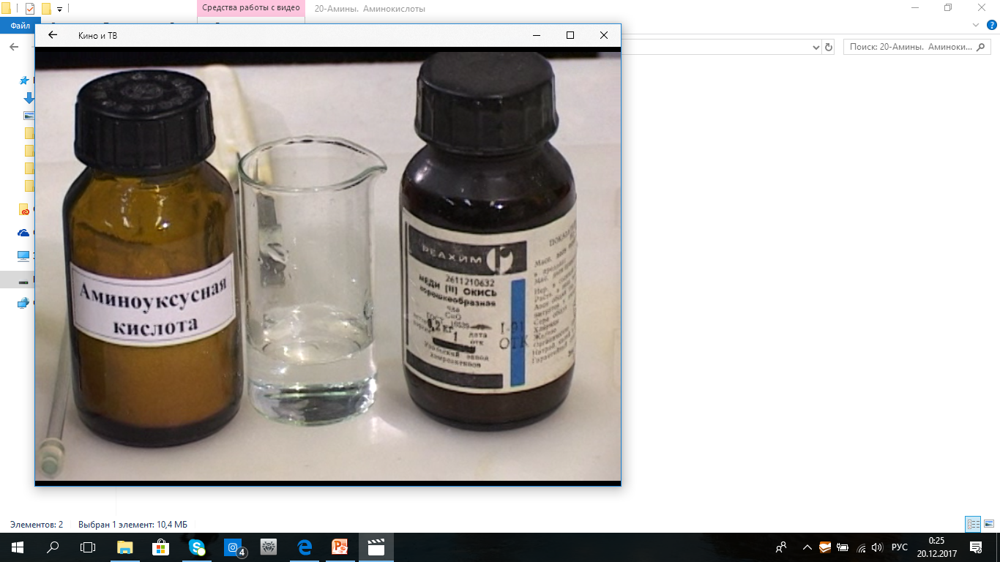 Средства работы с видео
20-Амины. Аминокислоты
Файл
Кино и ТВ
Поиск: 20-Амины. Аминоки...
Аминоуксусная
кислота
РЕАХИМ
2611210632
МЕДИ (II) ОКИСЬ
порошкообразная
чда
CuO
ГОСТ 16539
0,2 кг
дата
I-91
1
отк
ОТК
Уральский завод
химреактивов
Элементов: 2
Выбран 1 элемент: 10,4 МБ
4
РУС
0:25
20.12.2017